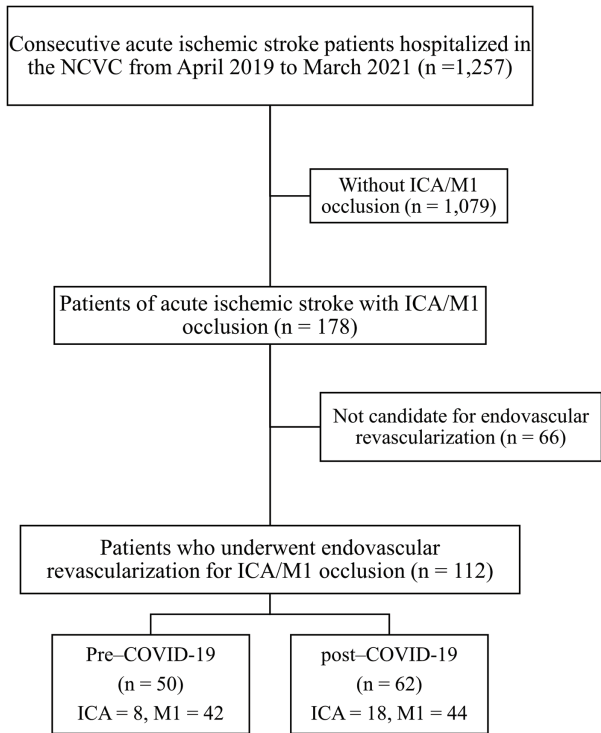 Consecutive acute ischemic stroke patients hospitalized in
the NCVC from April 2019 to March 2021 (n =1,257)
Without ICA/M1
occlusion (n = 1,079)
Patients of acute ischemic stroke with ICA/M1
occlusion (n = 178)
Not candidate for endovascular
revascularization (n = 66)
Patients who underwent endovascular
revascularization for ICA/M1 occlusion (n = 112)
Pre–COVID-19
(n = 50)
ICA = 8, M1 = 42
post–COVID-19
(n = 62)
ICA = 18, M1 = 44